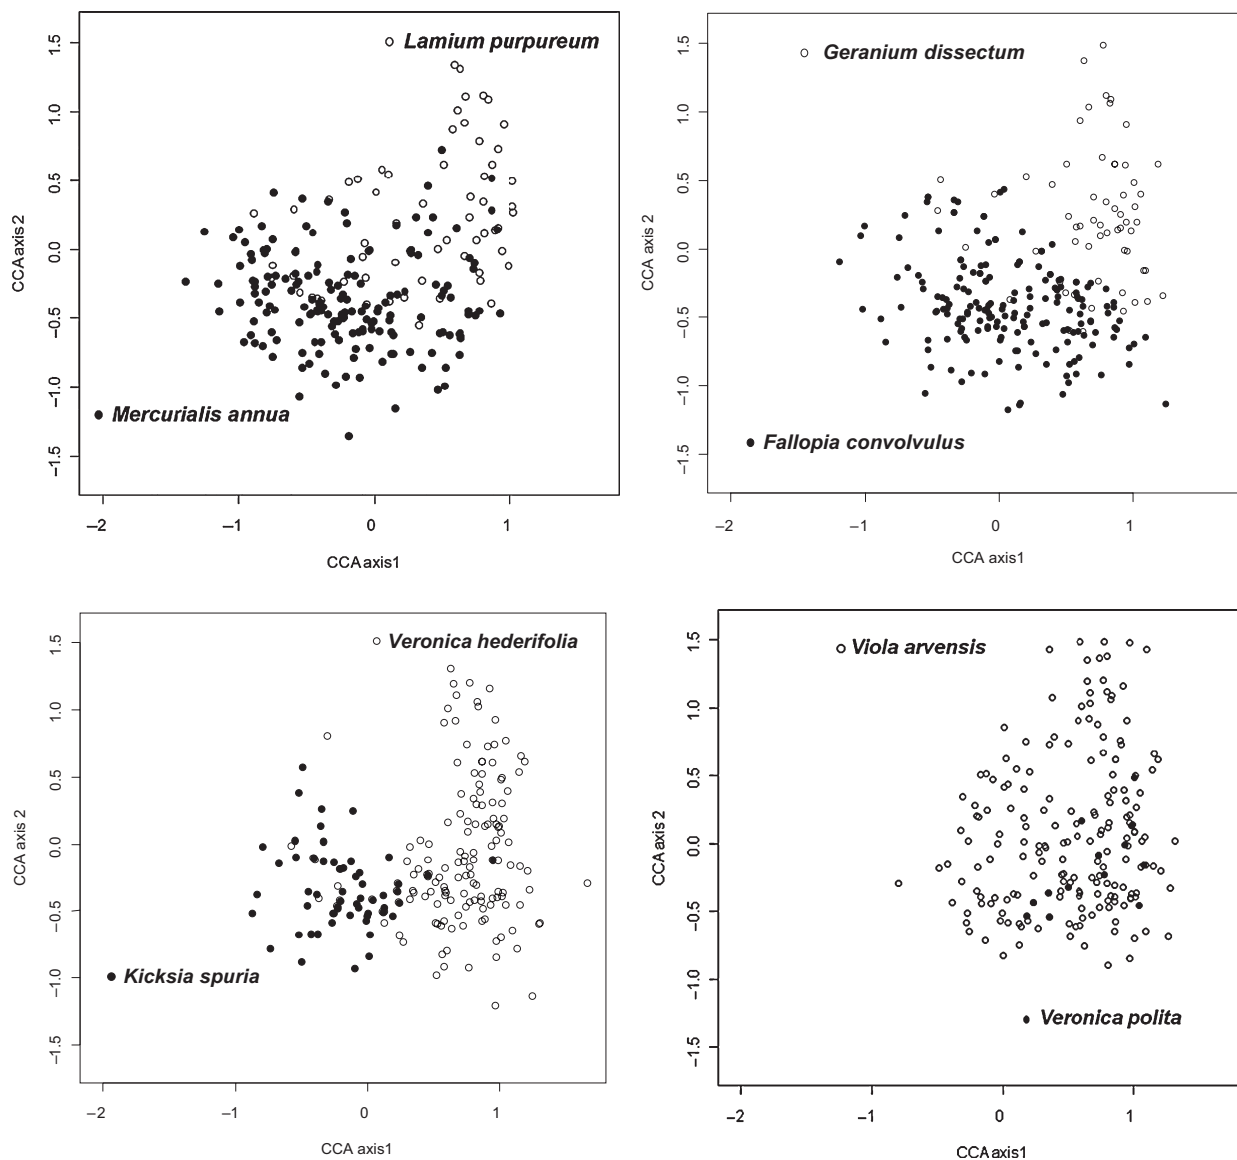 Lamium purpureum
1.5
1.0
0.5
0.0
−0.5
−1.0
−1.5
CCA axis 2
Mercurialis annua
−2 −1 0 1
CCA axis1
Geranium dissectum
1.5
1.0
0.5
0.0
−0.5
−1.0
−1.5
CCA axis 2
Fallopia convolvulus
−2 −1 0 1
CCA axis1
Veronica hederifolia
1.5
1.0
0.5
0.0
−0.5
−1.0
−1.5
CCA axis 2
Kicksia spuria
−2 −1 0 1
CCA axis1
Viola arvensis
1.5
1.0
0.5
0.0
−0.5
−1.0
−1.5
CCA axis 2
Veronica polita
−2 −1 0 1
CCA axis1